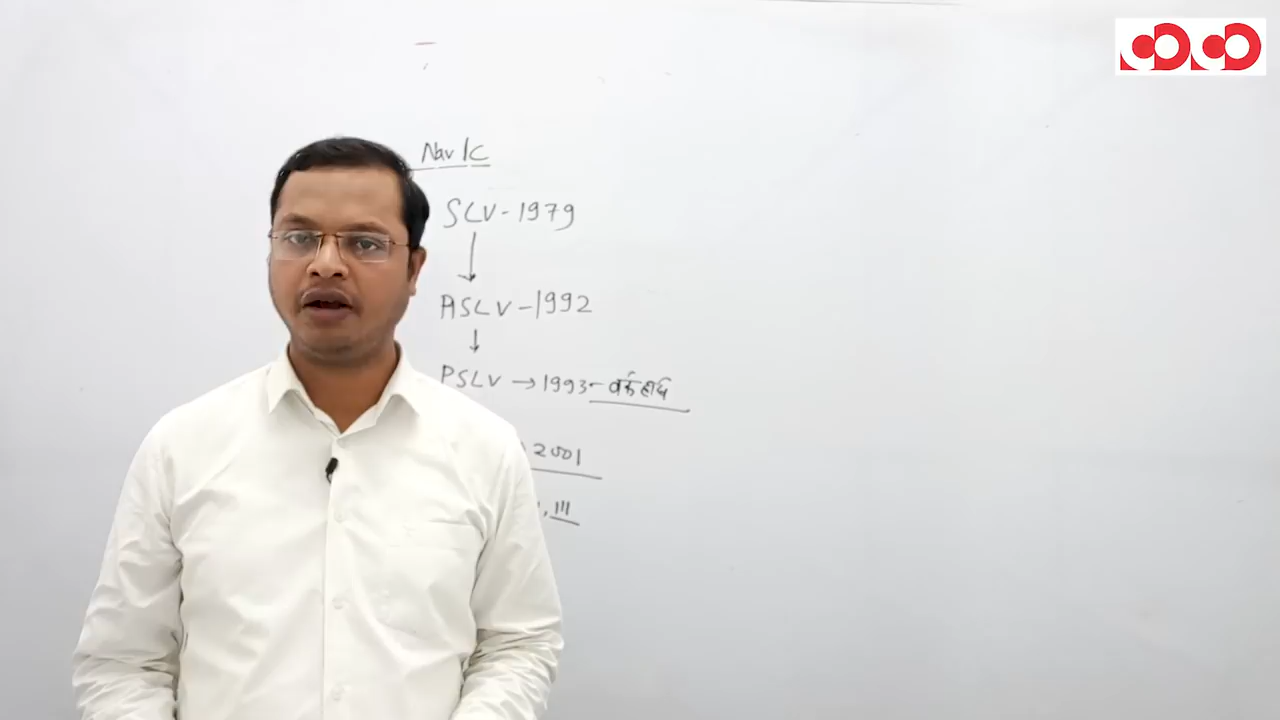 NavIC
SLV - 1979
↓
ASLV - 1992
↓
PSLV → 1993 - वर्कहार्ष
2001
, III